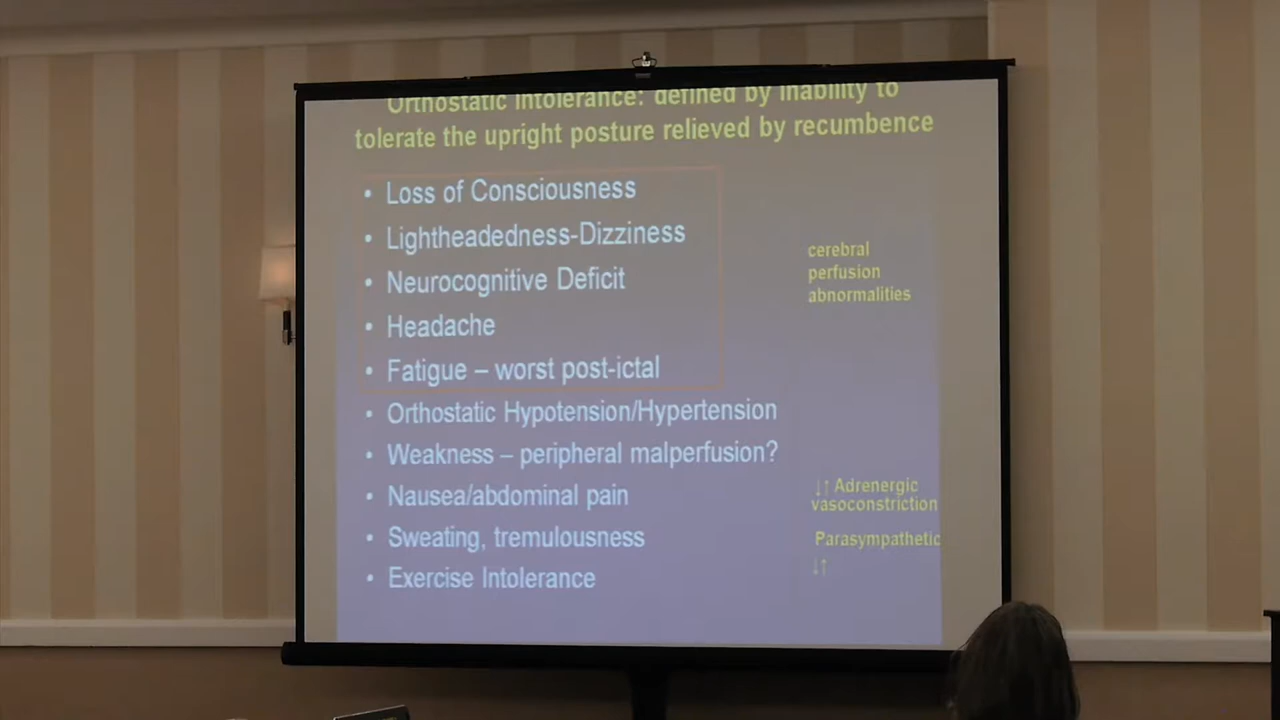 Orthostatic Intolerance: defined by inability to
tolerate the upright posture relieved by recumbence
• Loss of Consciousness
• Lightheadedness-Dizziness
• Neurocognitive Deficit
• Headache
• Fatigue – worst post-ictal
• Orthostatic Hypotension/Hypertension
• Weakness – peripheral malperfusion?
• Nausea/abdominal pain
• Sweating, tremulousness
• Exercise Intolerance
cerebral
perfusion
abnormalities
↓↑ Adrenergic
vasoconstriction
Parasympathetic
↓↑